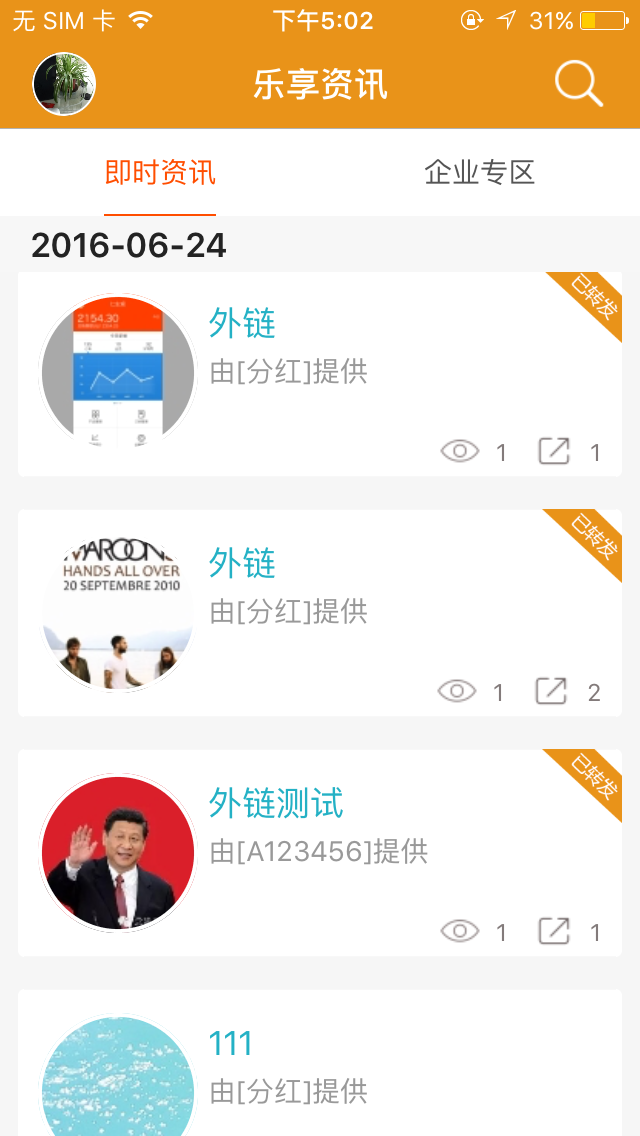 无 SIM 卡
下午5:02
31%
乐享资讯
即时资讯
企业专区
2016-06-24
已转发
2154.30
外链
由[分红]提供
1
1
已转发
MAROON
HANDS ALL OVER
20 SEPTEMBRE 2010
外链
由[分红]提供
1
2
已转发
外链测试
由[A123456]提供
1
1
111
由[分红]提供